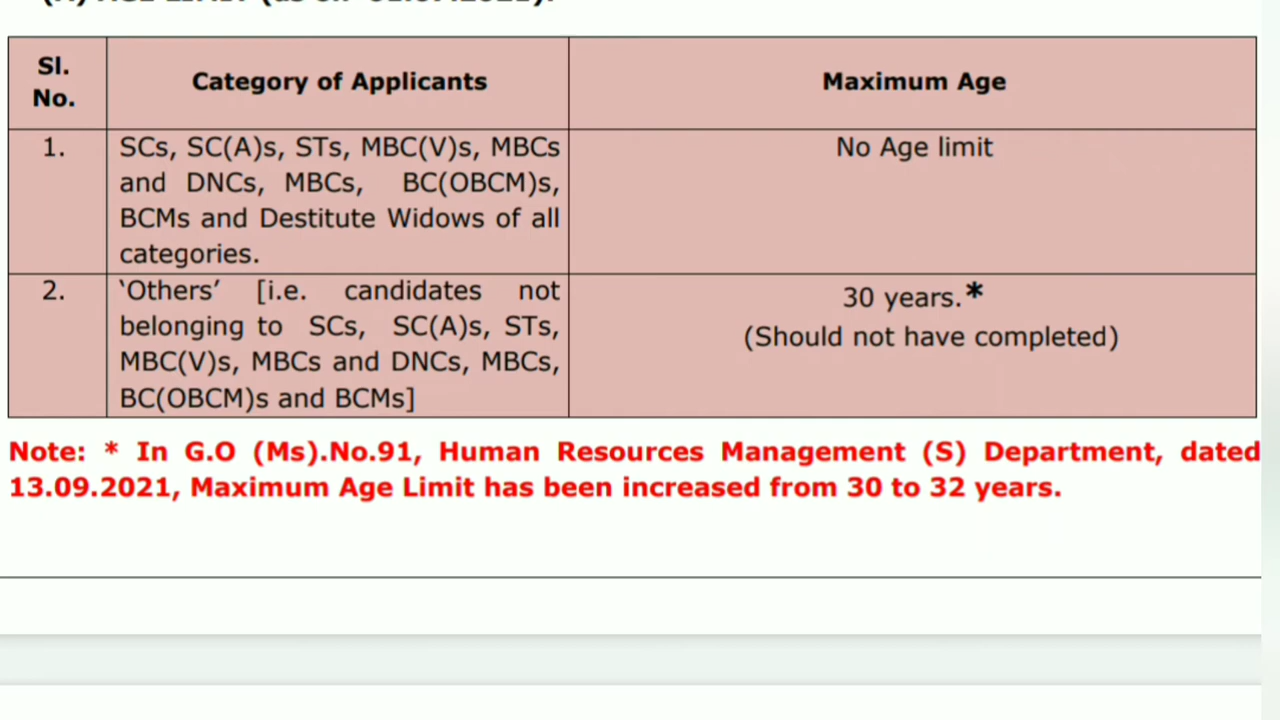 Sl. No.
Category of Applicants
Maximum Age
1.
SCs, SC(A)s, STs, MBC(V)s, MBCs
and DNCs, MBCs, BC(OBCM)s,
BCMs and Destitute Widows of all
categories.
No Age limit
2.
‘Others’ [i.e. candidates not
belonging to SCs, SC(A)s, STs,
MBC(V)s, MBCs and DNCs, MBCs,
BC(OBCM)s and BCMs]
30 years.*
(Should not have completed)
Note: * In G.O (Ms).No.91, Human Resources Management (S) Department, dated
13.09.2021, Maximum Age Limit has been increased from 30 to 32 years.